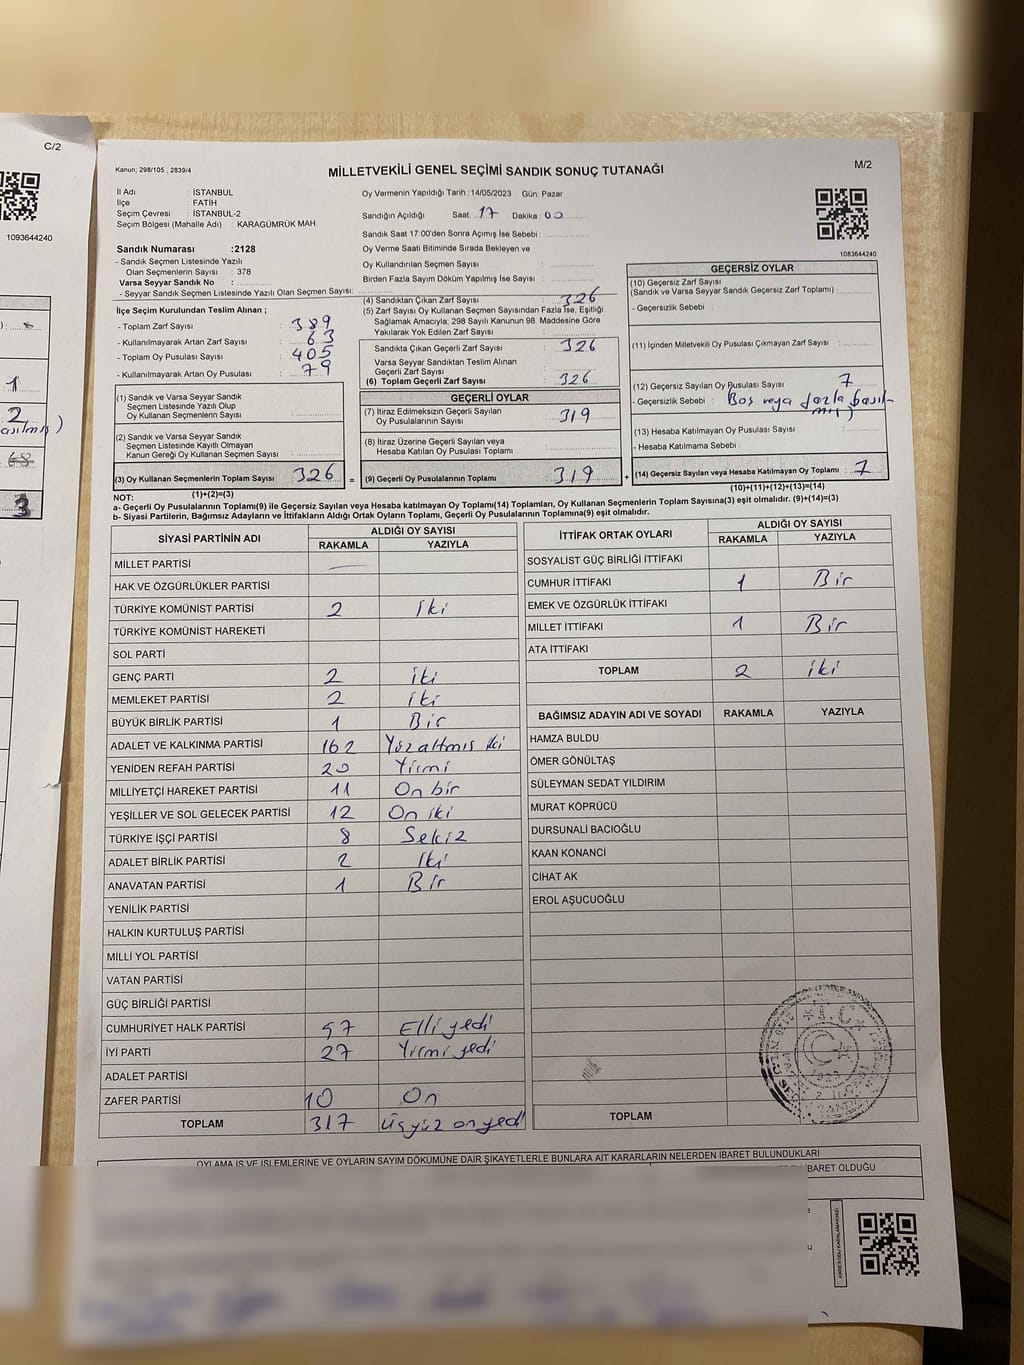 C/2
1093644240
1
2
3
Kanun; 298/105 , 2839/4
MİLLETVEKİLİ GENEL SEÇİMİ SANDIK SONUÇ TUTANAĞI
M/2
İl Adı : İSTANBUL
İlçe : FATİH
Seçim Çevresi : İSTANBUL-2
Seçim Bölgesi (Mahalle Adı) : KARAGÜMRÜK MAH.
Sandık Numarası :2128
- Sandık Seçmen Listesinde Yazılı
Olan Seçmenlerin Sayısı : 378
Varsa Seyyar Sandık No :
- Seyyar Sandık Seçmen Listesinde Yazılı Olan Seçmen Sayısı:
Oy Vermenin Yapıldığı Tarih :14/05/2023 Gün: Pazar
Sandığın Açıldığı Saat: 17 Dakika: 00
Sandık Saat 17:00'den Sonra Açımış İse Sebebi :
Oy Verme Saati Bitiminde Sırada Bekleyen ve
Oy Kullandırılan Seçmen Sayısı :
Birden Fazla Sayım Döküm Yapılmış İse Sayısı :
1083644240
İlçe Seçim Kurulundan Teslim Alınan ;
- Toplam Zarf Sayısı : 389
- Kullanılmayarak Artan Zarf Sayısı : 63
- Toplam Oy Pusulası Sayısı : 405
- Kullanılmayarak Artan Oy Pusulası : 79
(1) Sandık ve Varsa Seyyar Sandık
Seçmen Listesinde Yazılı Olup
Oy Kullanan Seçmenlerin Sayısı :
(2) Sandık ve Varsa Seyyar Sandık
Seçmen Listesinde Kayıtlı Olmayan
Kanun Gereği Oy Kullanan Seçmen Sayısı :
(3) Oy Kullanan Seçmenlerin Toplam Sayısı : 326
(1)+(2)=(3)
(4) Sandıktan Çıkan Zarf Sayısı : 326
(5) Zarf Sayısı Oy Kullanan Seçmen Sayısından Fazla İse, Eşitliği
Sağlamak Amacıyla; 298 Sayılı Kanunun 98. Maddesine Göre
Yakılarak Yok Edilen Zarf Sayısı :
Sandıkta Çıkan Geçerli Zarf Sayısı : 326
Varsa Seyyar Sandıktan Teslim Alınan
Geçerli Zarf Sayısı :
(6) Toplam Geçerli Zarf Sayısı : 326
GEÇERLİ OYLAR
(7) İtiraz Edilmeksizin Geçerli Sayılan
Oy Pusulalarının Sayısı : 319
(8) İtiraz Üzerine Geçerli Sayılan veya
Hesaba Katılan Oy Pusulası Toplamı :
= (9) Geçerli Oy Pusulalarının Toplamı : 319 +
GEÇERSİZ OYLAR
(10) Geçersiz Zarf Sayısı
(Sandık ve Varsa Seyyar Sandık Geçersiz Zarf Toplamı) :
- Geçersizlik Sebebi :
(11) İçinden Milletvekili Oy Pusulası Çıkmayan Zarf Sayısı :
(12) Geçersiz Sayılan Oy Pusulası Sayısı : 7
- Geçersizlik Sebebi : Boş veya fazla basıl-
mış)
(13) Hesaba Katılmayan Oy Pusulası Sayısı :
- Hesaba Katılmama Sebebi :
(14) Geçersiz Sayılan veya Hesaba Katılmayan Oy Toplamı : 7
(10)+(11)+(12)+(13)=(14)
NOT:
a- Geçerli Oy Pusulalarının Toplamı(9) ile Geçersiz Sayılan veya Hesaba katılmayan Oy Toplamı(14) Toplamları, Oy Kullanan Seçmenlerin Toplam Sayısına(3) eşit olmalıdır. (9)+(14)=(3)
b- Siyasi Partilerin, Bağımsız Adayların ve İttifakların Aldığı Ortak Oyların Toplamı, Geçerli Oy Pusulalarının Toplamına(9) eşit olmalıdır.
SİYASİ PARTİNİN ADI ALDIĞI OY SAYISI
RAKAMLA YAZIYLA
MİLLET PARTİSİ
HAK VE ÖZGÜRLÜKLER PARTİSİ
TÜRKİYE KOMÜNİST PARTİSİ 2 İki
TÜRKİYE KOMÜNİST HAREKETİ
SOL PARTİ
GENÇ PARTİ 2 iki
MEMLEKET PARTİSİ 2 iki
BÜYÜK BİRLİK PARTİSİ 1 Bir
ADALET VE KALKINMA PARTİSİ 162 Yüzaltmış iki
YENİDEN REFAH PARTİSİ 20 Yirmi
MİLLİYETÇİ HAREKET PARTİSİ 11 On bir
YEŞİLLER VE SOL GELECEK PARTİSİ 12 On iki
TÜRKİYE İŞÇİ PARTİSİ 8 Sekiz
ADALET BİRLİK PARTİSİ 2 İki
ANAVATAN PARTİSİ 1 Bir
YENİLİK PARTİSİ
HALKIN KURTULUŞ PARTİSİ
MİLLİ YOL PARTİSİ
VATAN PARTİSİ
GÜÇ BİRLİĞİ PARTİSİ
CUMHURİYET HALK PARTİSİ 57 Elli yedi
İYİ PARTİ 27 Yirmi yedi
ADALET PARTİSİ
ZAFER PARTİSİ 10 On
TOPLAM 317 üçyüz onyedi
İTTİFAK ORTAK OYLARI ALDIĞI OY SAYISI
RAKAMLA YAZIYLA
SOSYALİST GÜÇ BİRLİĞİ İTTİFAKI
CUMHUR İTTİFAKI 1 Bir
EMEK VE ÖZGÜRLÜK İTTİFAKI
MİLLET İTTİFAKI 1 Bir
ATA İTTİFAKI
TOPLAM 2 iki
BAĞIMSIZ ADAYIN ADI VE SOYADI RAKAMLA YAZIYLA
HAMZA BULDU
ÖMER GÖNÜLTAŞ
SÜLEYMAN SEDAT YILDIRIM
MURAT KÖPRÜCÜ
DURSUNALİ BACIOĞLU
KAAN KONANCİ
CİHAT AK
EROL AŞUCUOĞLU
T.C.
2023
TOPLAM
OYLAMA İŞ VE İŞLEMLERİNE VE OYLARIN SAYIM DÖKÜMÜNE DAİR ŞİKAYETLERLE BUNLARA AİT KARARLARIN NELERDEN İBARET BULUNDUKLARI
İBARET OLDUĞU